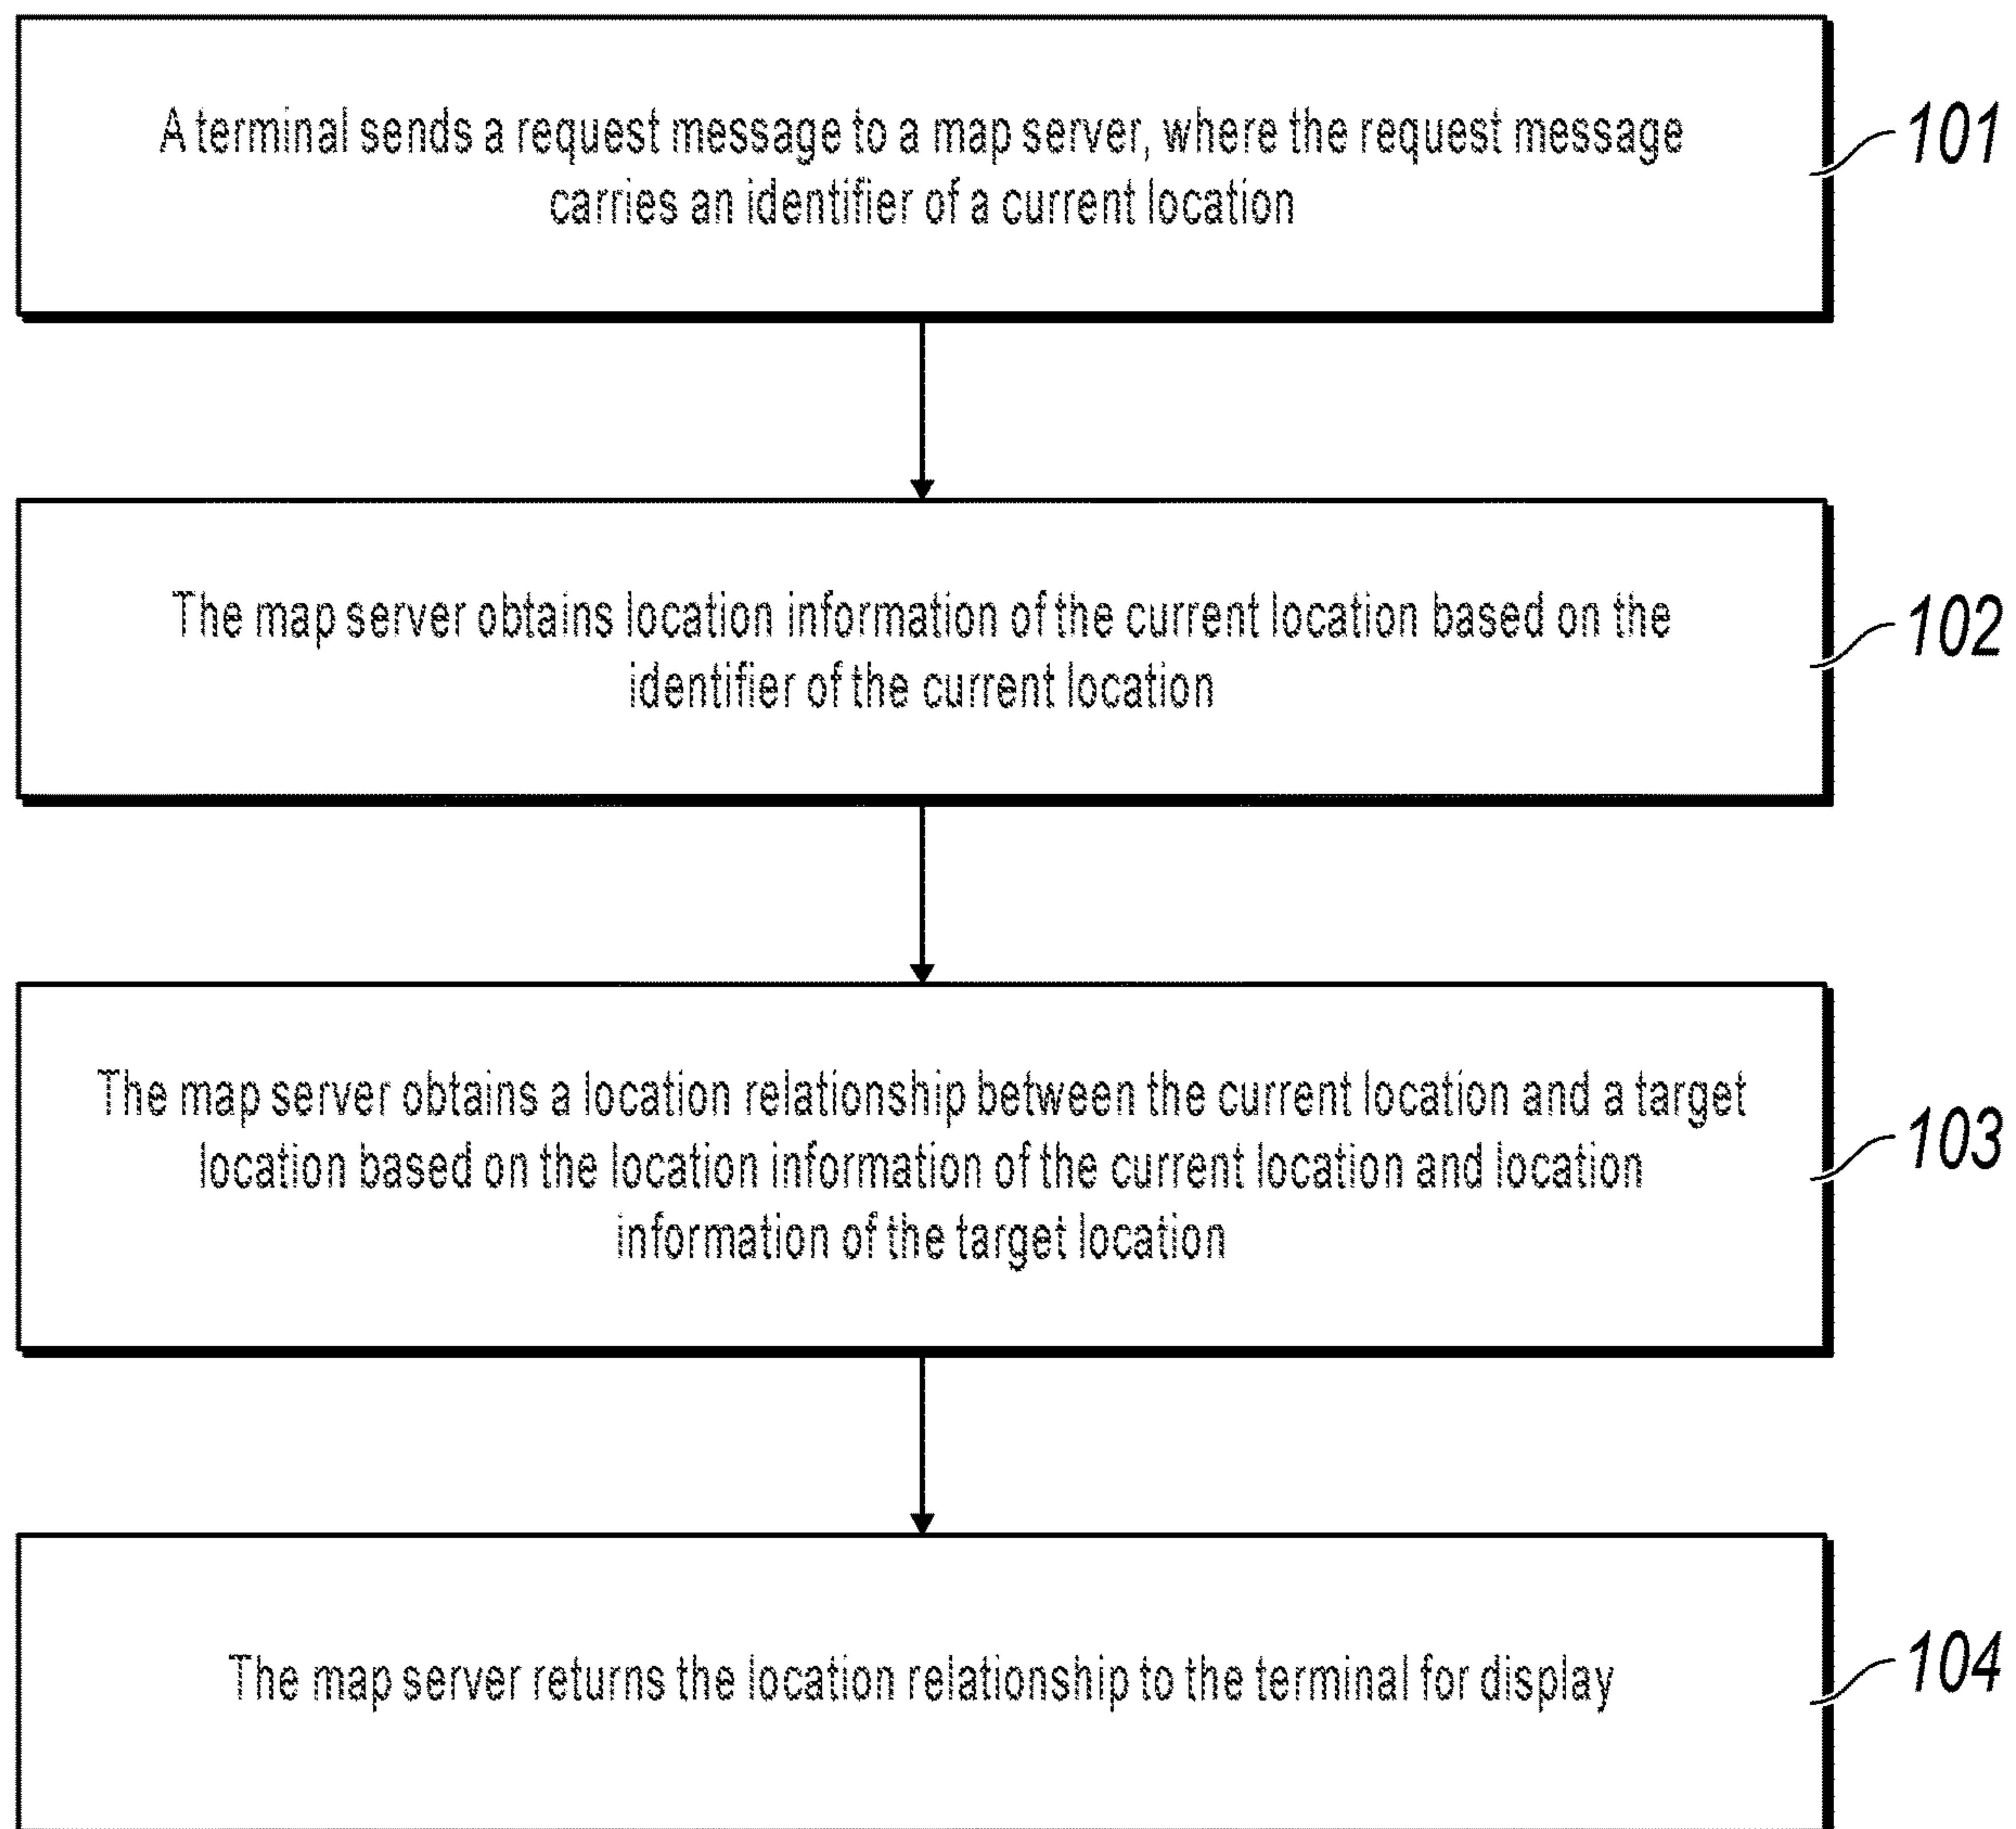 A terminal sends a request message to a map server, where the request message
carries an identifier of a current location
101
The map server obtains location information of the current location based on the
identifier of the current location
102
The map server obtains a location relationship between the current location and a target
location based on the location information of the current location and location
information of the target location
103
The map server returns the location relationship to the terminal for display
104